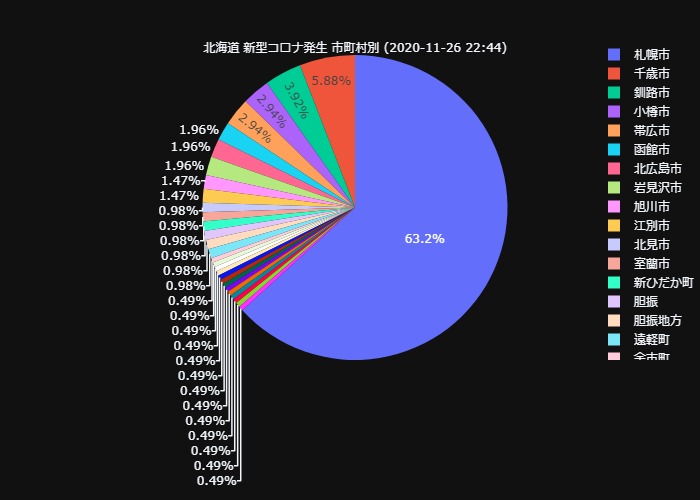 北海道 新型コロナ発生 市町村別 (2020-11-26 22:44)
63.2%
5.88%
3.92%
2.94%
2.94%
1.96%
1.96%
1.96%
1.47%
1.47%
0.98%
0.98%
0.98%
0.98%
0.98%
0.98%
0.49%
0.49%
0.49%
0.49%
0.49%
0.49%
0.49%
0.49%
0.49%
0.49%
0.49%
0.49%
0.49%
札幌市
千歳市
釧路市
小樽市
帯広市
函館市
北広島市
岩見沢市
旭川市
江別市
北見市
室蘭市
新ひだか町
胆振
胆振地方
遠軽町